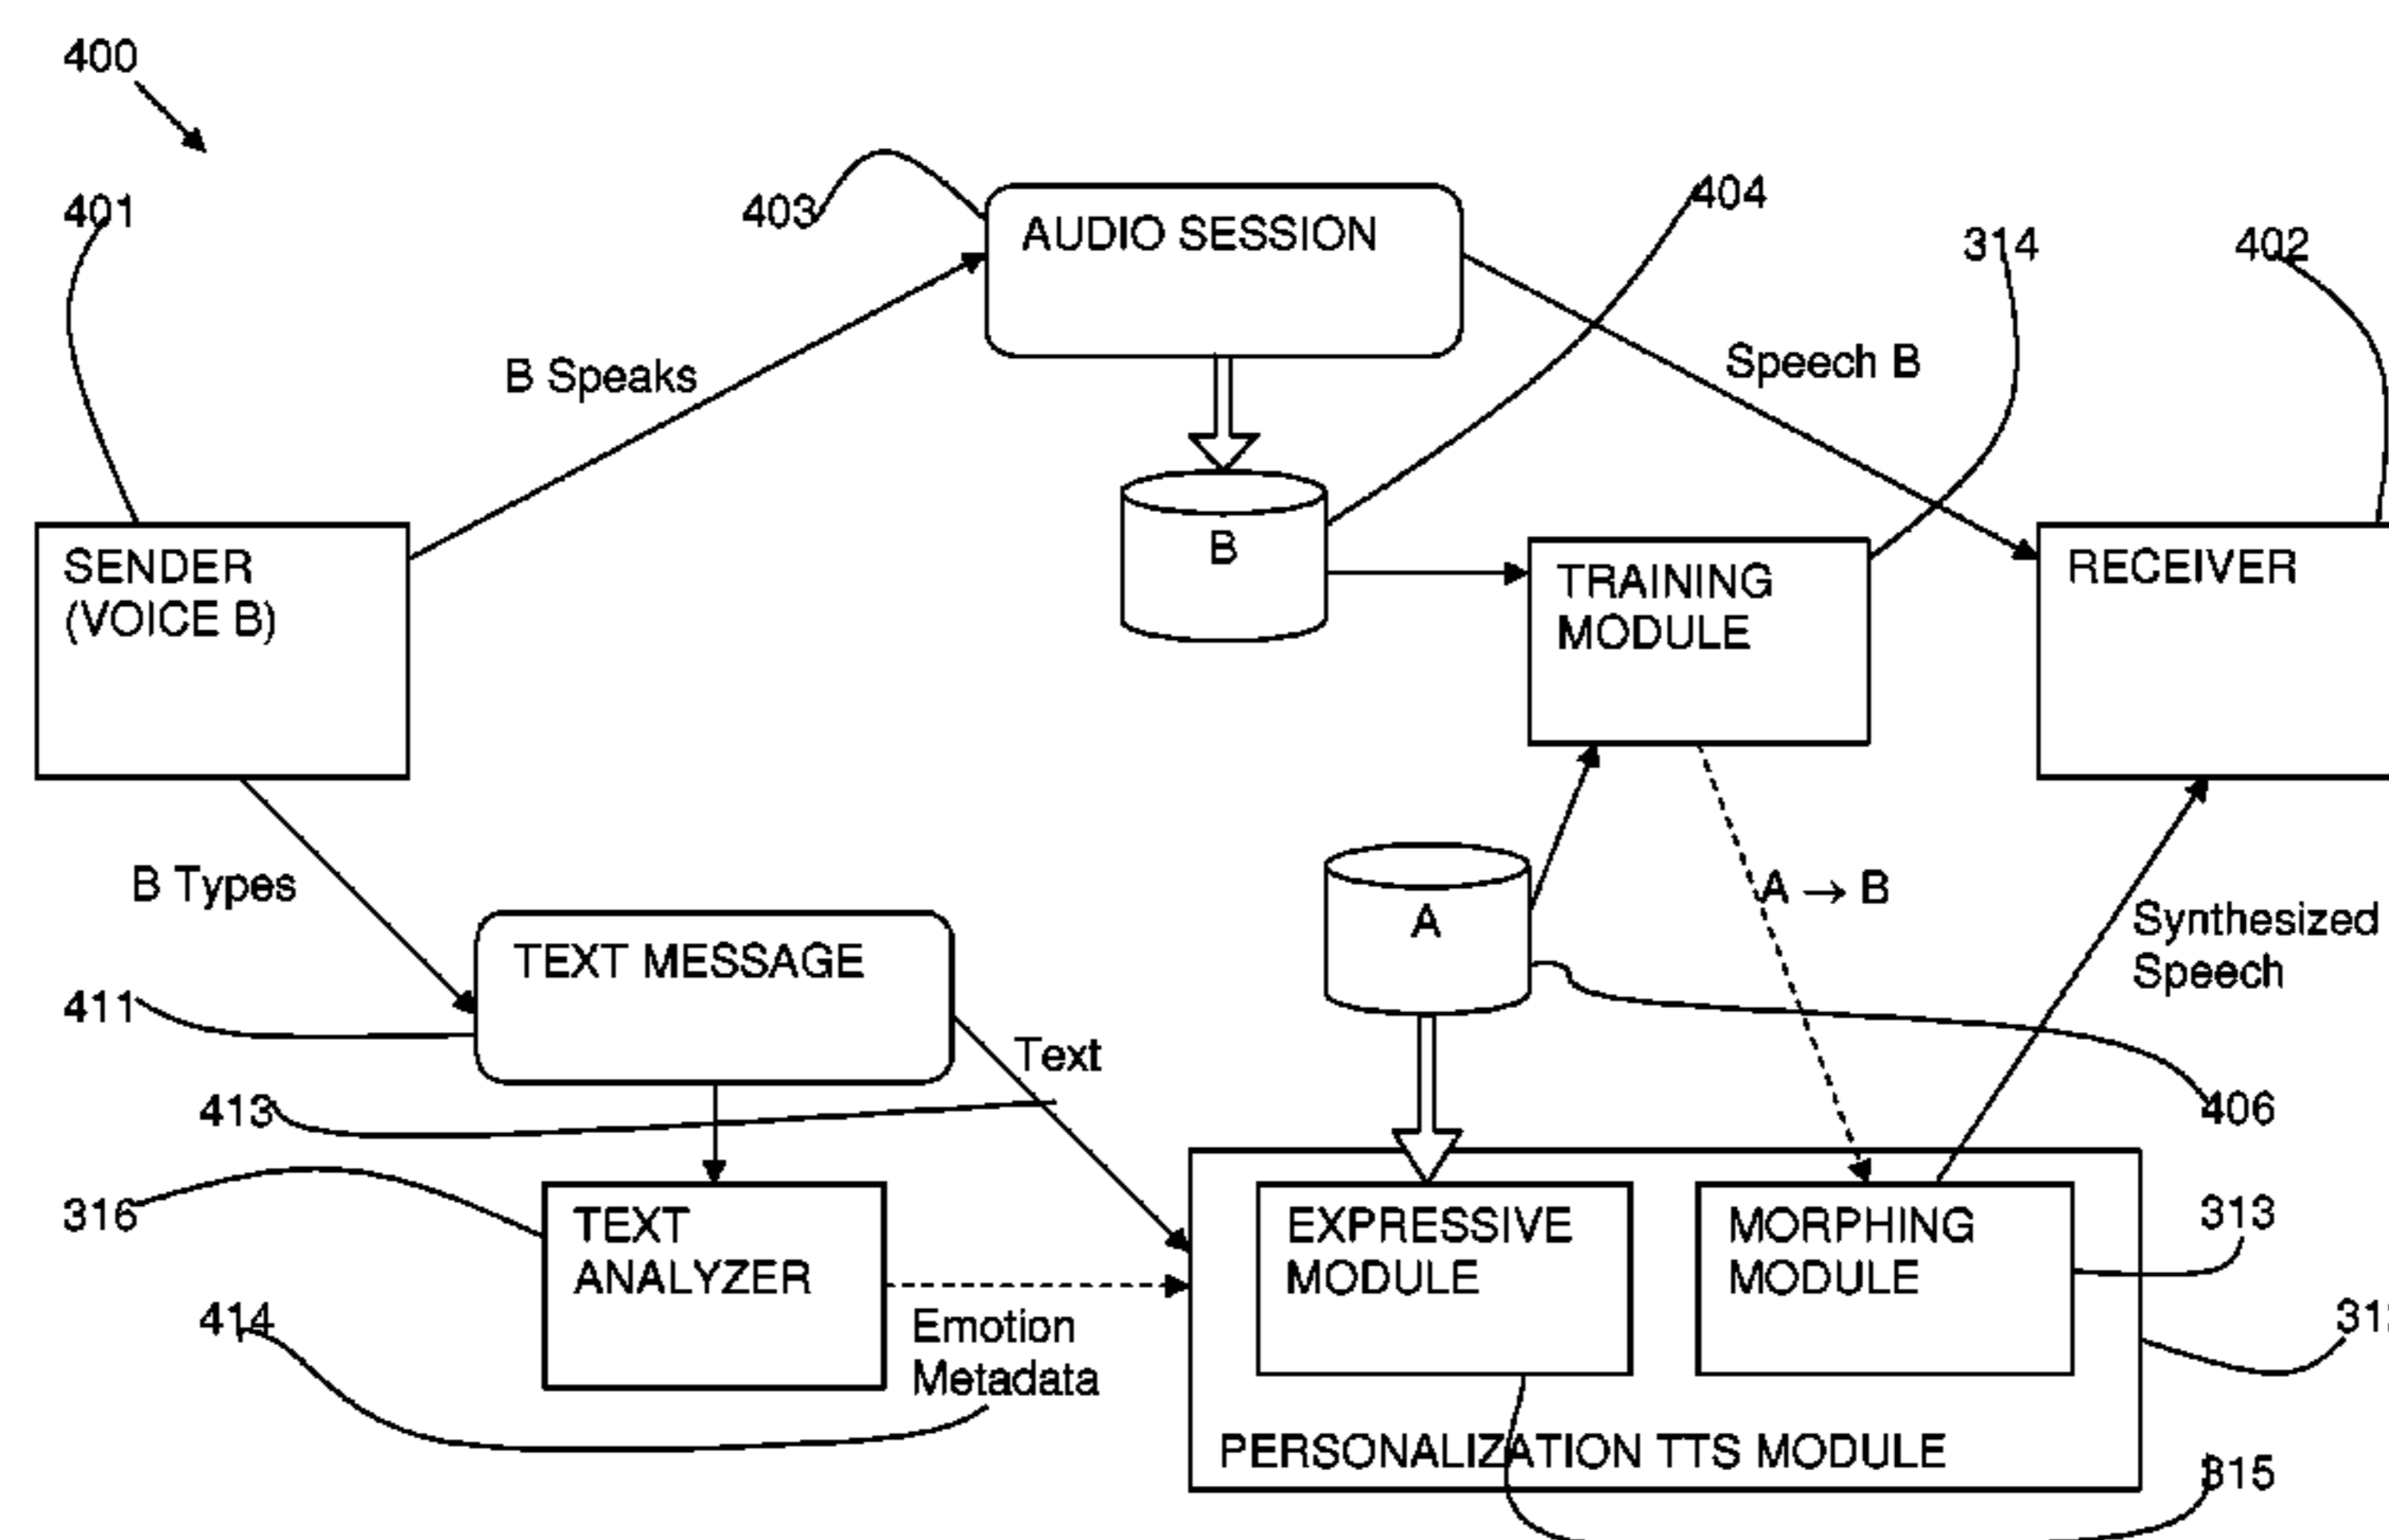 400
401
403
AUDIO SESSION
404
314
402
B Speaks
Speech B
SENDER
(VOICE B)
B
TRAINING
MODULE
RECEIVER
B Types
A
A → B
Synthesized
Speech
TEXT MESSAGE
411
Text
413
406
316
TEXT
ANALYZER
EXPRESSIVE
MODULE
MORPHING
MODULE
313
414
Emotion
Metadata
PERSONALIZATION TTS MODULE
315